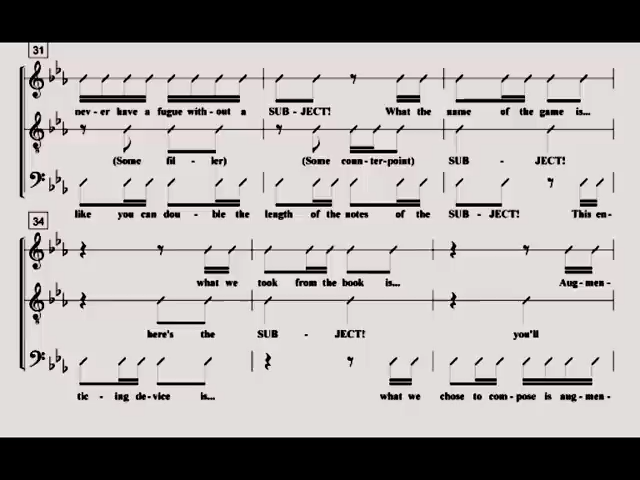 31
nev-er have a fugue with-out a SUB-JECT! What the name of the game is...
(Some fil - ler) (Some coun-ter-point) SUB - JECT!
like you can dou-ble the length of the notes of the SUB-JECT! This en-
34
what we took from the book is... Aug-men-
here's the SUB - JECT! you'll
tic - ing de-vice is... what we chose to com-pose is aug-men-